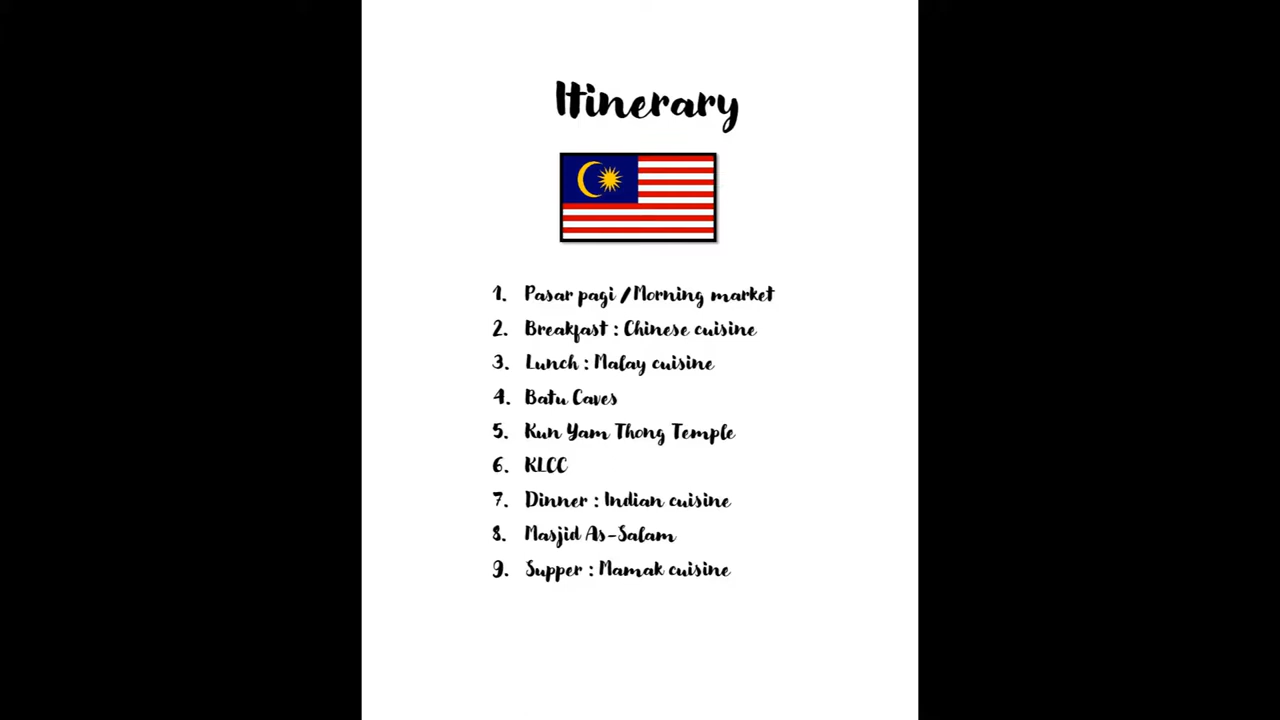 Itinerary
1. Pasar pagi / Morning market
2. Breakfast : Chinese cuisine
3. Lunch : Malay cuisine
4. Batu Caves
5. Kun Yam Thong Temple
6. KLCC
7. Dinner : Indian cuisine
8. Masjid As-Salam
9. Supper : Mamak cuisine